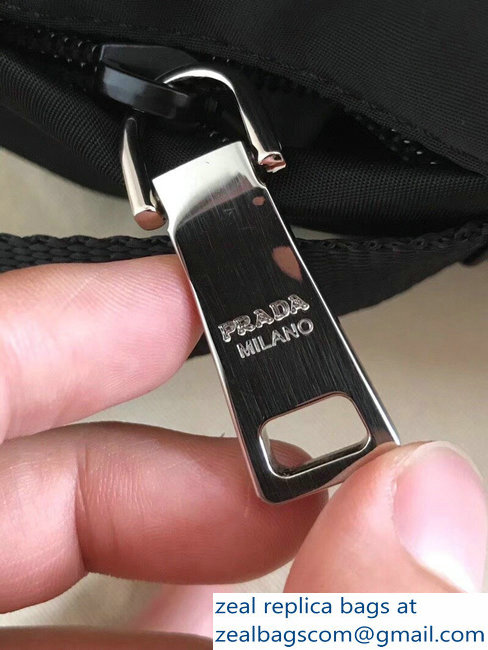 PRADA
MILANO
zeal replica bags at
zealbagscom@gmail.com